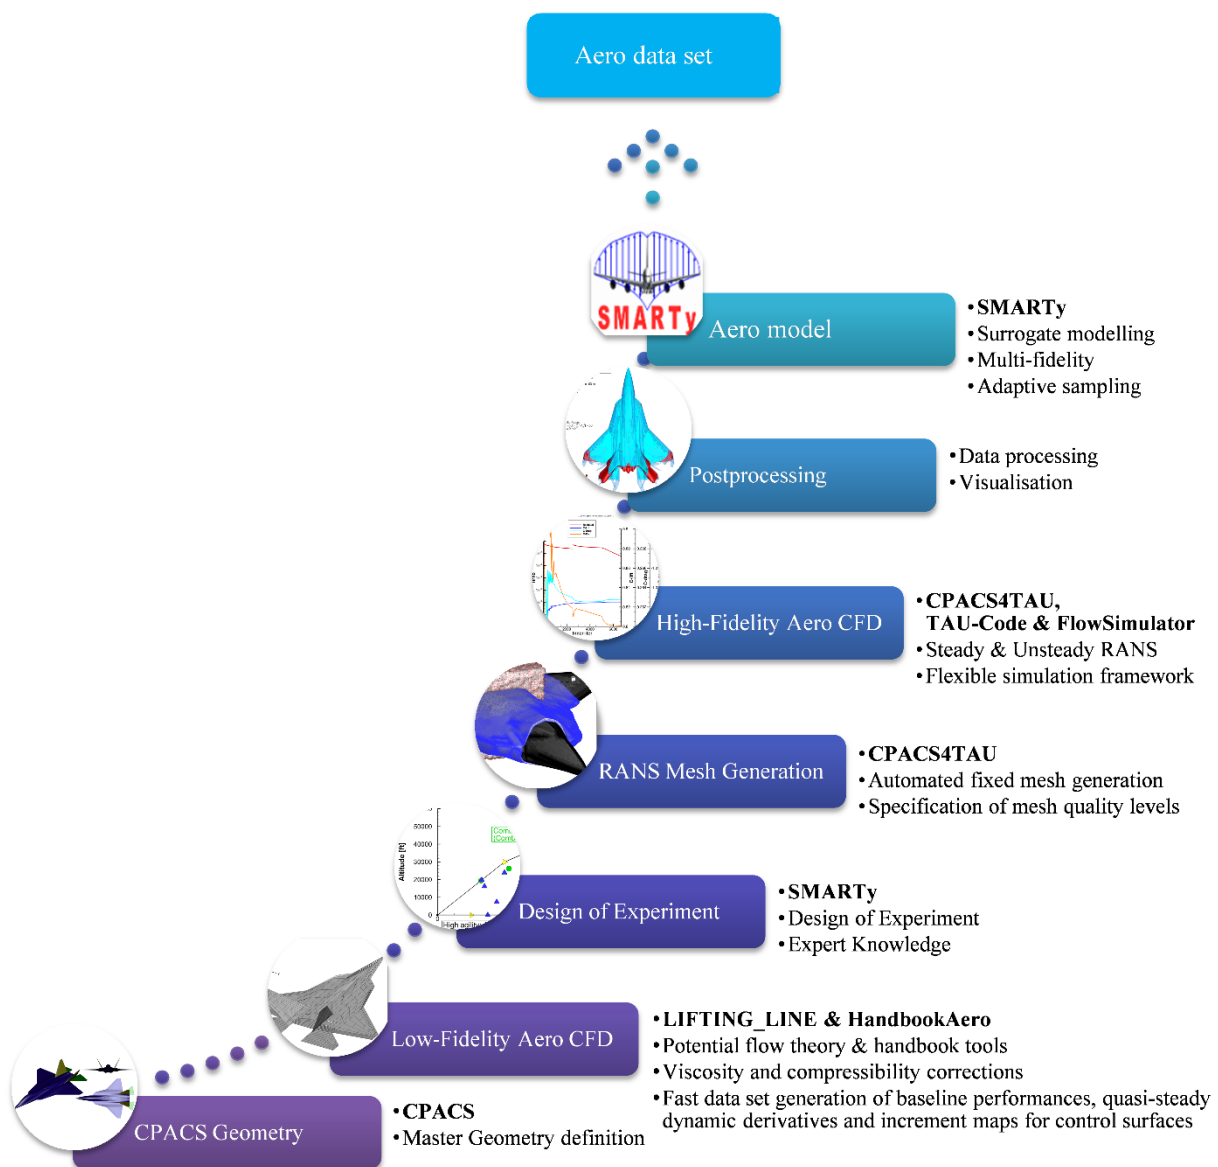 Aero data set
SMARTy
Aero model
•SMARTy
•Surrogate modelling
•Multi-fidelity
•Adaptive sampling
Postprocessing
•Data processing
•Visualisation
High-Fidelity Aero CFD
•CPACS4TAU,
TAU-Code & FlowSimulator
•Steady & Unsteady RANS
•Flexible simulation framework
RANS Mesh Generation
•CPACS4TAU
•Automated fixed mesh generation
•Specification of mesh quality levels
Altitude [ft]
50000
40000
30000
20000
10000
0
0
High agility
Design of Experiment
•SMARTy
•Design of Experiment
•Expert Knowledge
Low-Fidelity Aero CFD
•LIFTING_LINE & HandbookAero
•Potential flow theory & handbook tools
•Viscosity and compressibility corrections
•Fast data set generation of baseline performances, quasi-steady
dynamic derivatives and increment maps for control surfaces
CPACS Geometry
•CPACS
•Master Geometry definition